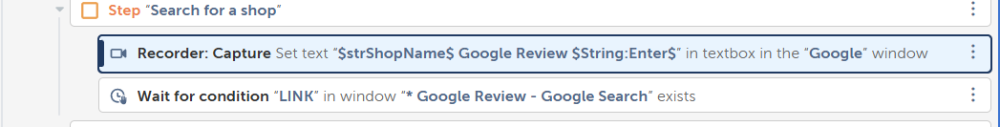 Step “Search for a shop”
Recorder: Capture Set text “$strShopName$ Google Review $String:Enter$” in textbox in the “Google” window
Wait for condition “LINK” in window “* Google Review - Google Search” exists